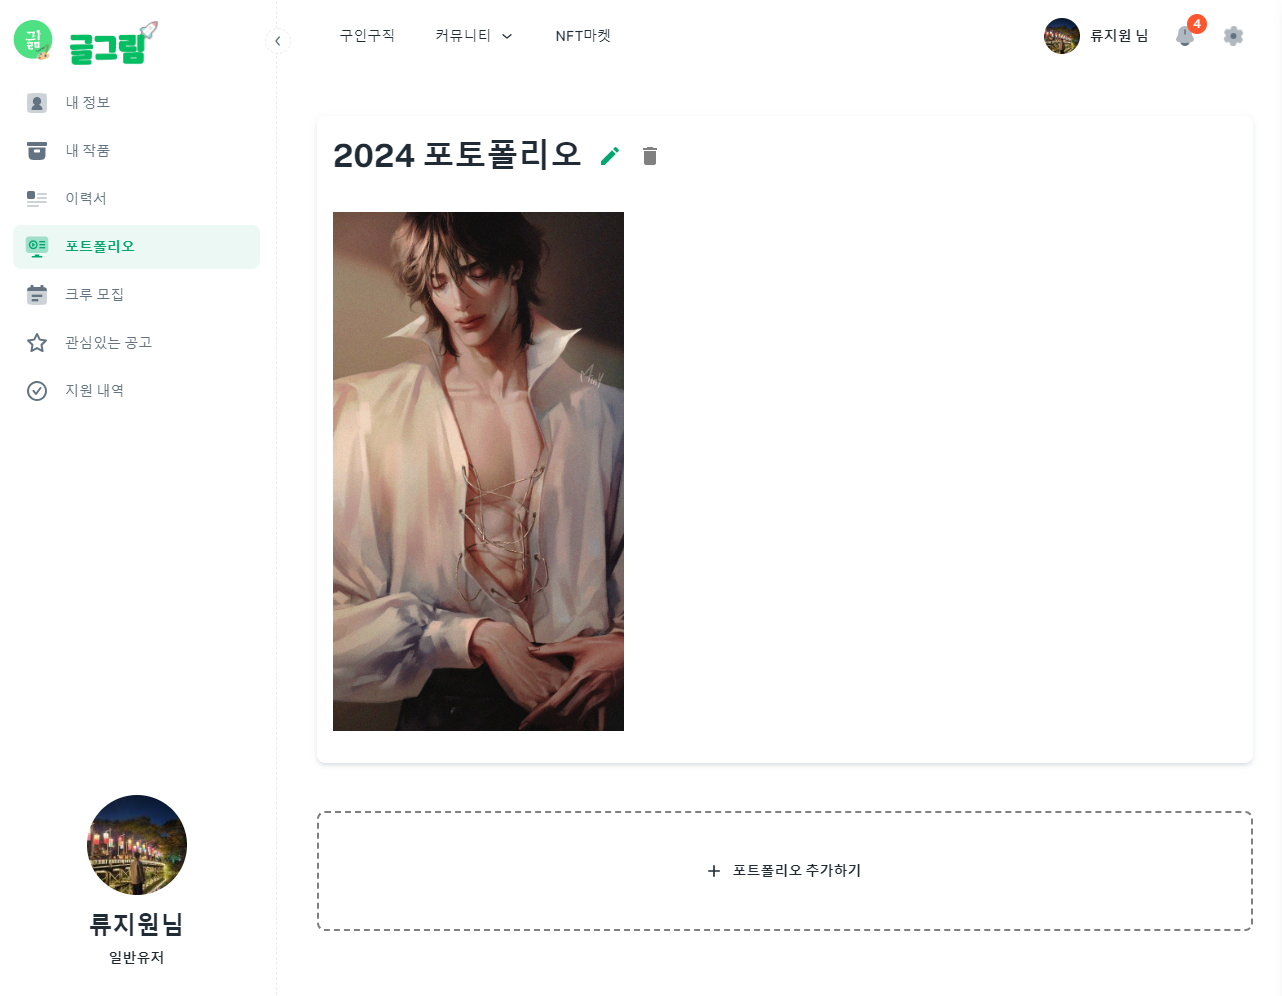 글그림
구인구직
커뮤니티
NFT마켓
류지원 님
4
내 정보
내 작품
이력서
포트폴리오
크루 모집
관심있는 공고
지원 내역
2024 포토폴리오
포트폴리오 추가하기
류지원님
일반유저